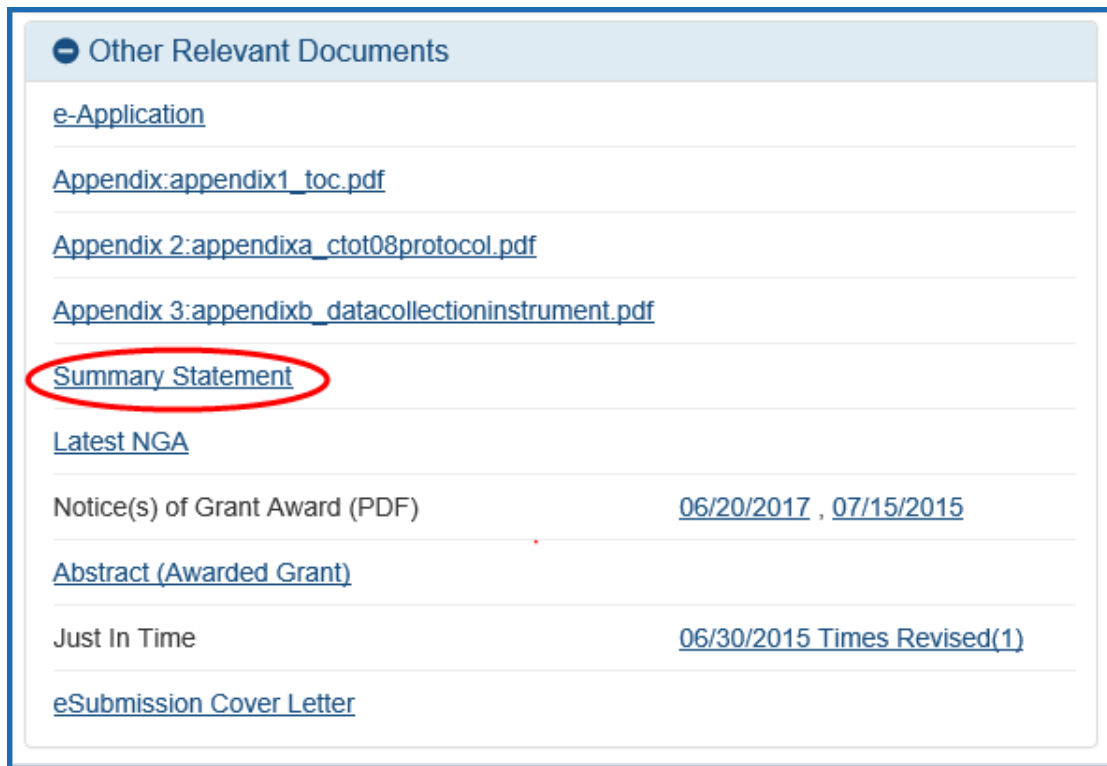 Other Relevant Documents
e-Application
Appendix:appendix1_toc.pdf
Appendix 2:appendixa_ctot08protocol.pdf
Appendix 3:appendixb_datacollectioninstrument.pdf
Summary Statement
Latest NGA
Notice(s) of Grant Award (PDF) 06/20/2017 , 07/15/2015
Abstract (Awarded Grant)
Just In Time 06/30/2015 Times Revised(1)
eSubmission Cover Letter